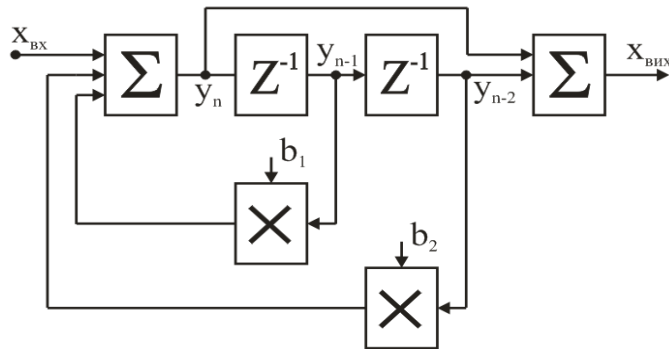 x_вх
Σ
y_n
Z^-1
y_n-1
Z^-1
y_n-2
Σ
x_вих
b_1
×
b_2
×